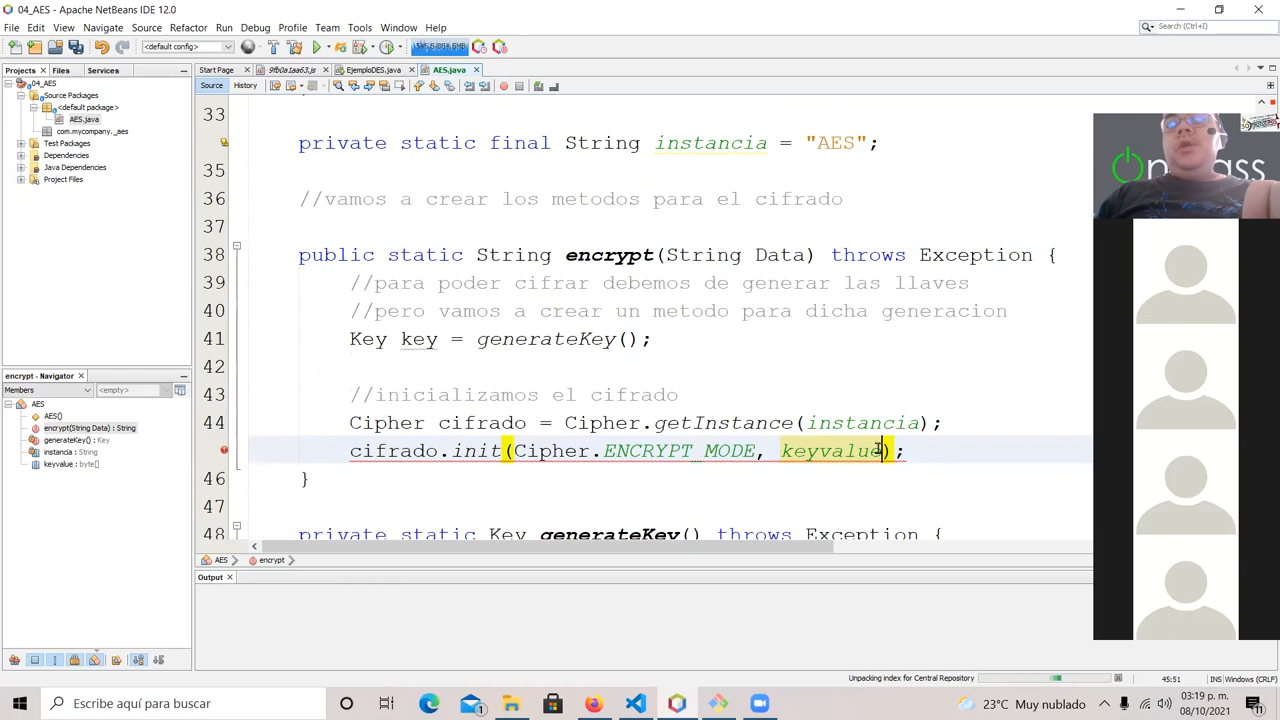 04_AES - Apache NetBeans IDE 12.0
File Edit View Navigate Source Refactor Run Debug Profile Team Tools Window Help
Search (Ctrl+I)
<default config>
Projects Files Services
Start Page 9fb0a1aa63.js EjemploDES.java AES.java
Source History
04_AES
Source Packages
<default package>
AES.java
com.mycompany._aes
Test Packages
Dependencies
Java Dependencies
Project Files
33
private static final String instancia = "AES";
35
36 //vamos a crear los metodos para el cifrado
37
38 public static String encrypt(String Data) throws Exception {
39 //para poder cifrar debemos de generar las llaves
40 //pero vamos a crear un metodo para dicha generacion
41 Key key = generateKey();
42
43 //inicializamos el cifrado
44 Cipher cifrado = Cipher.getInstance(instancia);
cifrado.init(Cipher.ENCRYPT_MODE, keyvalue);
46 }
47
48 private static Key generateKey() throws Exception {
encrypt - Navigator
Members <empty>
AES
AES()
encrypt(String Data) : String
generateKey() : Key
instancia : String
keyvalue : byte[]
AES encrypt
Output
Unpacking index for Central Repository
45:51 INS Windows (CRLF)
Escribe aquí para buscar
1
23°C Muy nublado
03:19 p. m.
08/10/2021
11